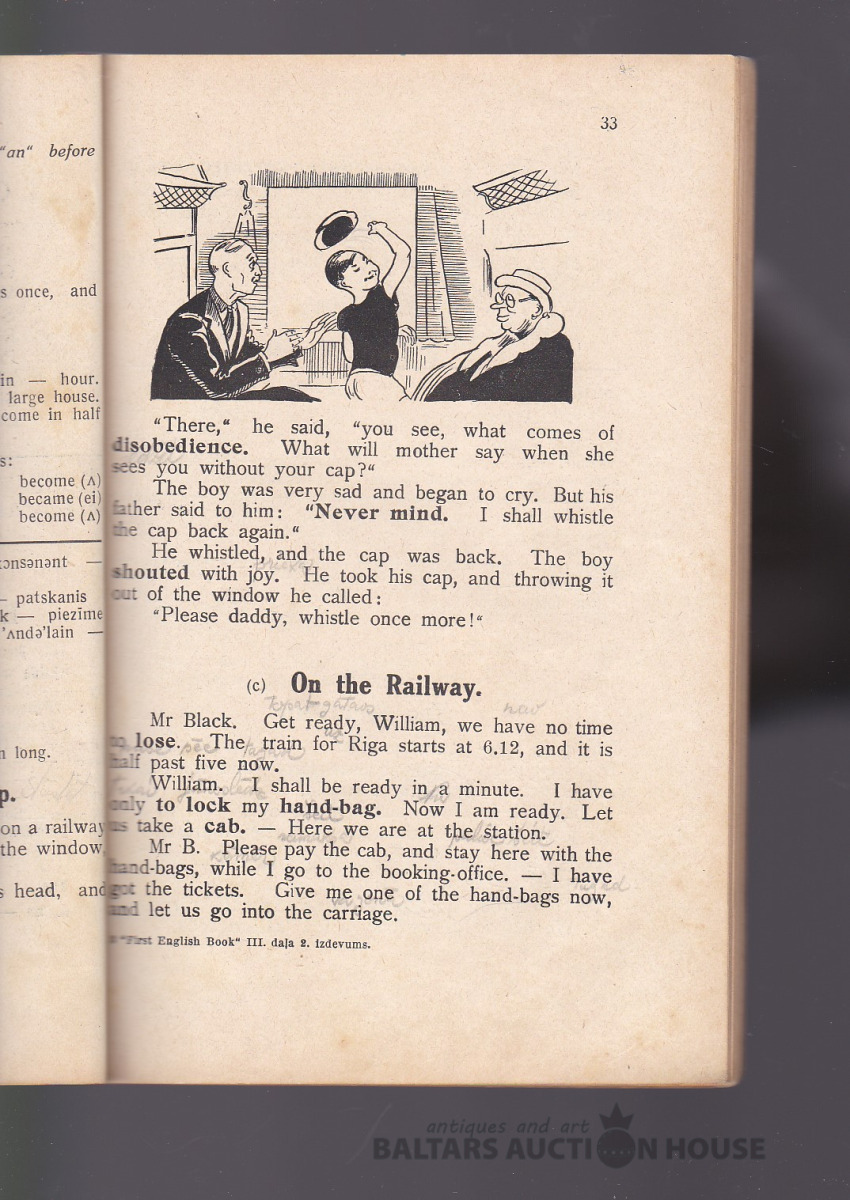 "an“ before
s once, and
in — hour.
large house.
come in half
s:
become (ʌ)
became (ei)
become (ʌ)
kɔnsənənt —
— patskanis
k — piezīme
'ʌndə'lain —
n long.
p.
on a railway
the window,
s head, and
33
"There,“ he said, "you see, what comes of
disobedience. What will mother say when she
sees you without your cap?“
The boy was very sad and began to cry. But his
father said to him: "Never mind. I shall whistle
the cap back again.“
He whistled, and the cap was back. The boy
shouted with joy. He took his cap, and throwing it
out of the window he called:
"Please daddy, whistle once more!“
(c) On the Railway.
Mr Black. Get ready, William, we have no time
to lose. The train for Riga starts at 6.12, and it is
half past five now.
William. I shall be ready in a minute. I have
only to lock my hand-bag. Now I am ready. Let
us take a cab. — Here we are at the station.
Mr B. Please pay the cab, and stay here with the
hand-bags, while I go to the booking-office. — I have
got the tickets. Give me one of the hand-bags now,
and let us go into the carriage.
"First English Book“ III. daļa 2. izdevums.
antiques and art
BALTARS AUCTION HOUSE